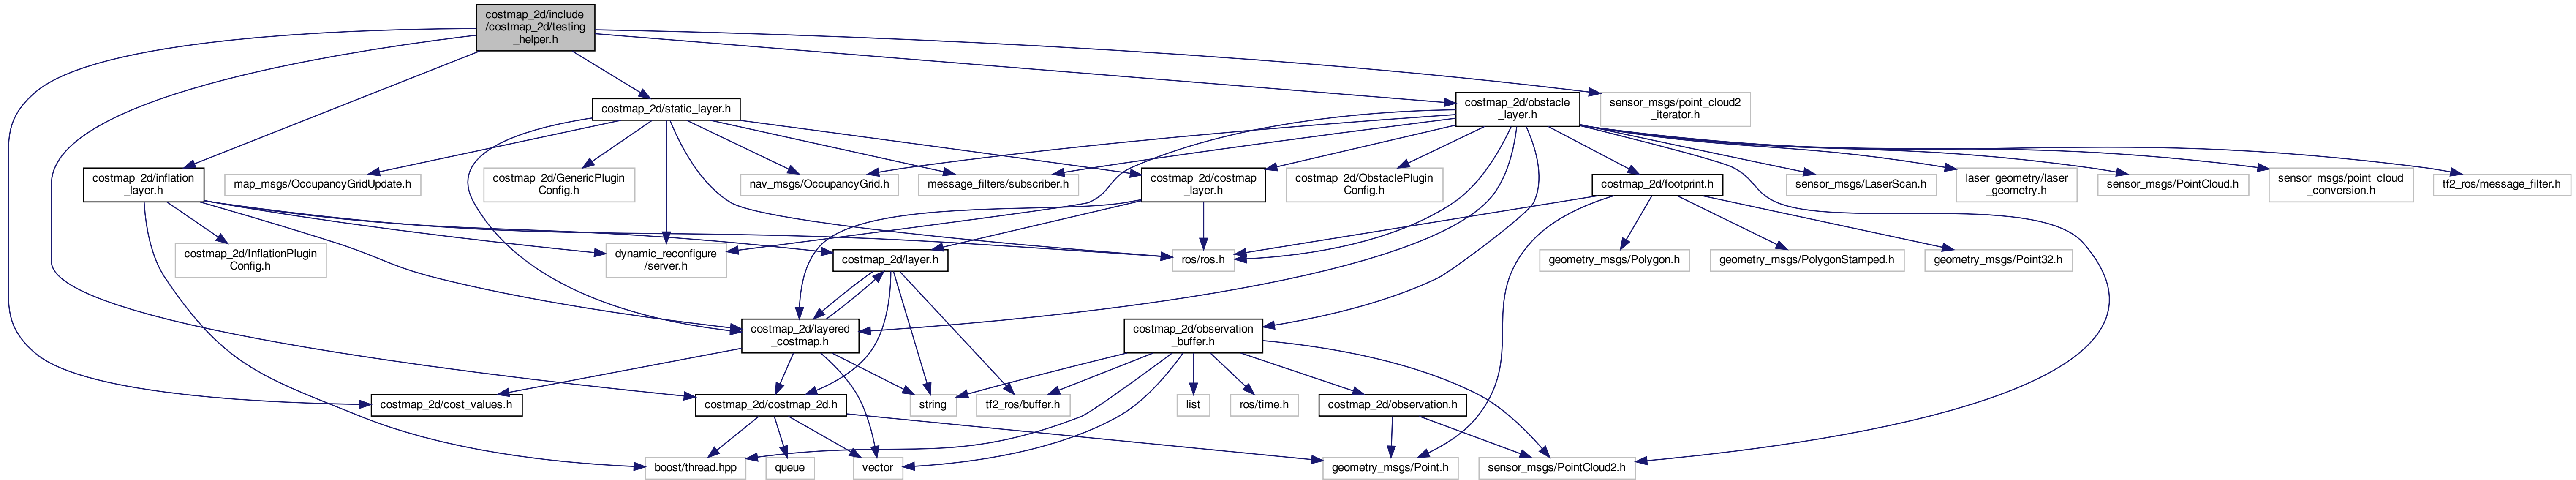 costmap_2d/include
/costmap_2d/testing
_helper.h
costmap_2d/static_layer.h
costmap_2d/obstacle
_layer.h
sensor_msgs/point_cloud2
_iterator.h
costmap_2d/inflation
_layer.h
map_msgs/OccupancyGridUpdate.h
costmap_2d/GenericPlugin
Config.h
nav_msgs/OccupancyGrid.h
message_filters/subscriber.h
costmap_2d/costmap
_layer.h
costmap_2d/ObstaclePlugin
Config.h
costmap_2d/footprint.h
sensor_msgs/LaserScan.h
laser_geometry/laser
_geometry.h
sensor_msgs/PointCloud.h
sensor_msgs/point_cloud
_conversion.h
tf2_ros/message_filter.h
costmap_2d/InflationPlugin
Config.h
dynamic_reconfigure
/server.h
costmap_2d/layer.h
ros/ros.h
geometry_msgs/Polygon.h
geometry_msgs/PolygonStamped.h
geometry_msgs/Point32.h
costmap_2d/layered
_costmap.h
costmap_2d/observation
_buffer.h
costmap_2d/cost_values.h
costmap_2d/costmap_2d.h
string
tf2_ros/buffer.h
list
ros/time.h
costmap_2d/observation.h
boost/thread.hpp
queue
vector
geometry_msgs/Point.h
sensor_msgs/PointCloud2.h